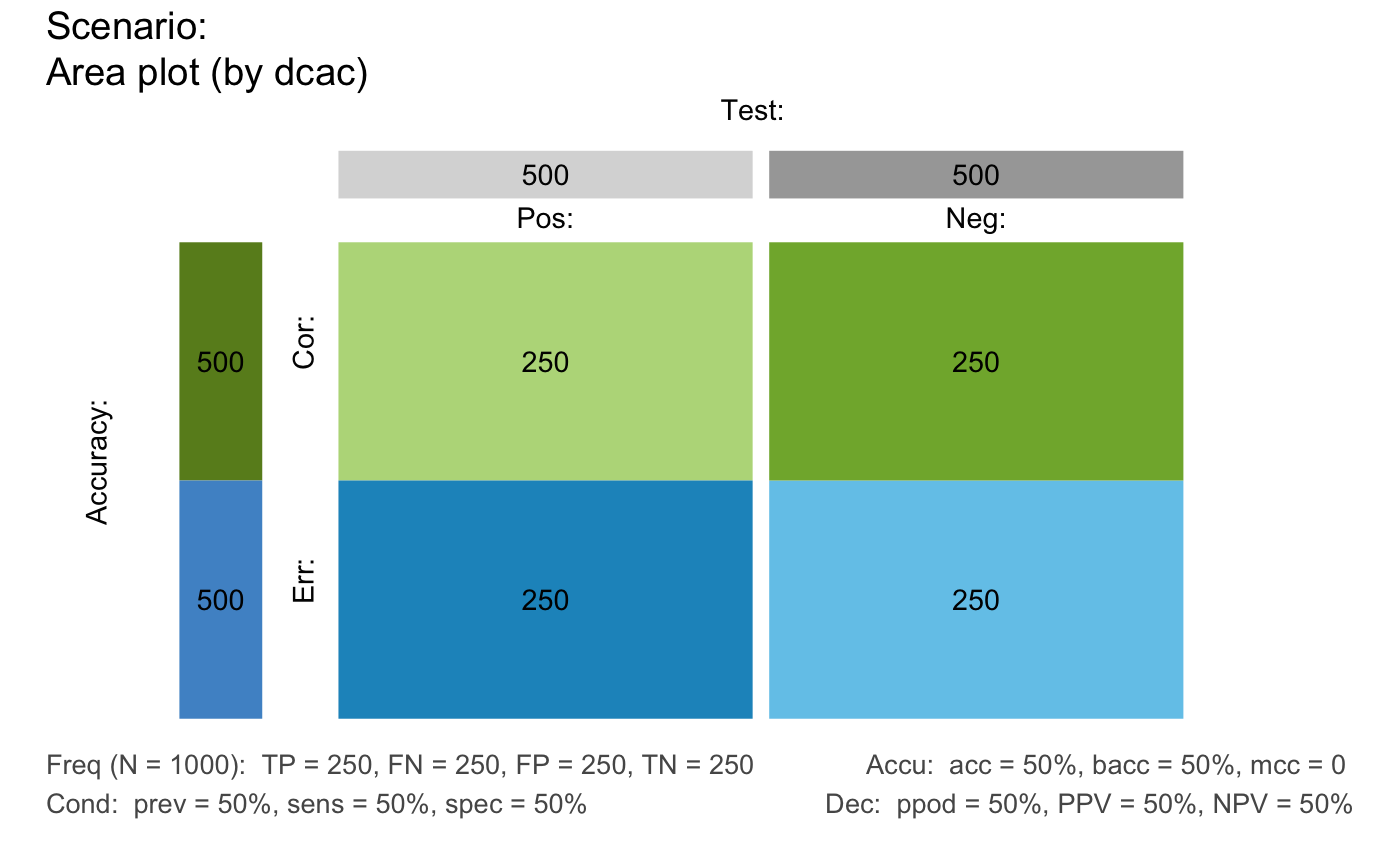 Scenario:
Area plot (by dcac)
Test:
500
500
Pos:
Neg:
Accuracy:
500
Cor:
250
250
500
Err:
250
250
Freq (N = 1000):  TP = 250, FN = 250, FP = 250, TN = 250
Accu:  acc = 50%, bacc = 50%, mcc = 0
Cond:  prev = 50%, sens = 50%, spec = 50%
Dec:  ppod = 50%, PPV = 50%, NPV = 50%